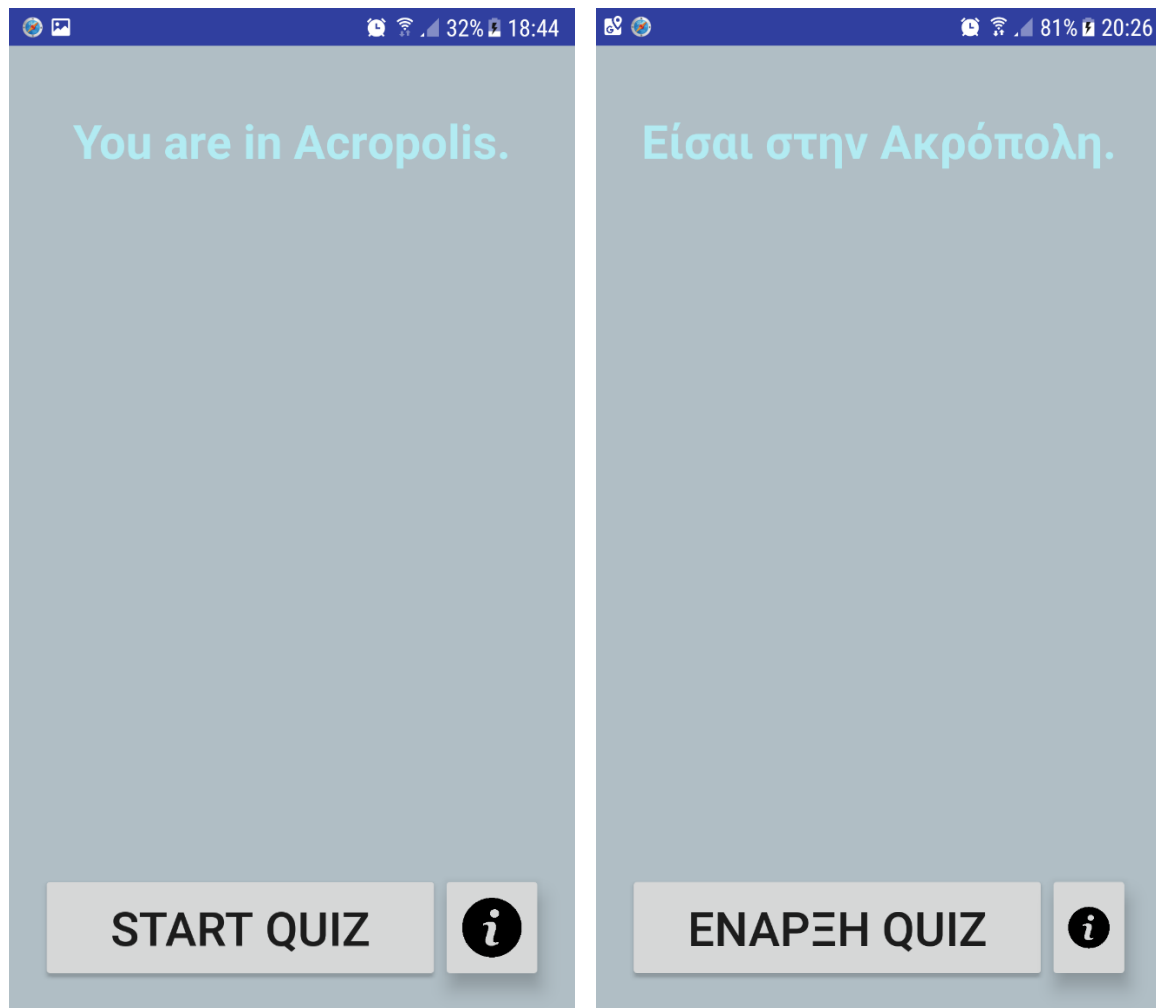 32% 18:44
You are in Acropolis.
START QUIZ
i
81% 20:26
Είσαι στην Ακρόπολη.
ΕΝΑΡΞΗ QUIZ
i